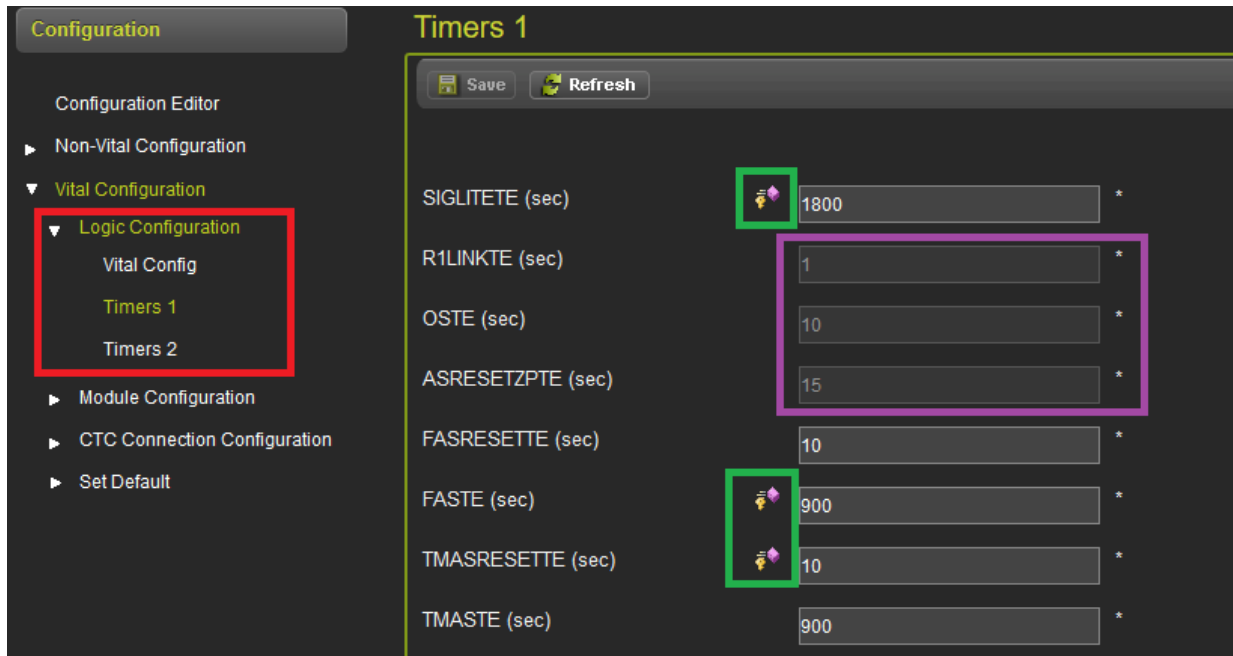 Configuration
Configuration Editor
Non-Vital Configuration
Vital Configuration
Logic Configuration
Vital Config
Timers 1
Timers 2
Module Configuration
CTC Connection Configuration
Set Default
Timers 1
Save Refresh
SIGLITETE (sec) 1800 *
R1LINKTE (sec) 1 *
OSTE (sec) 10 *
ASRESETZPTE (sec) 15 *
FASRESETTE (sec) 10 *
FASTE (sec) 900 *
TMASRESETTE (sec) 10 *
TMASTE (sec) 900 *